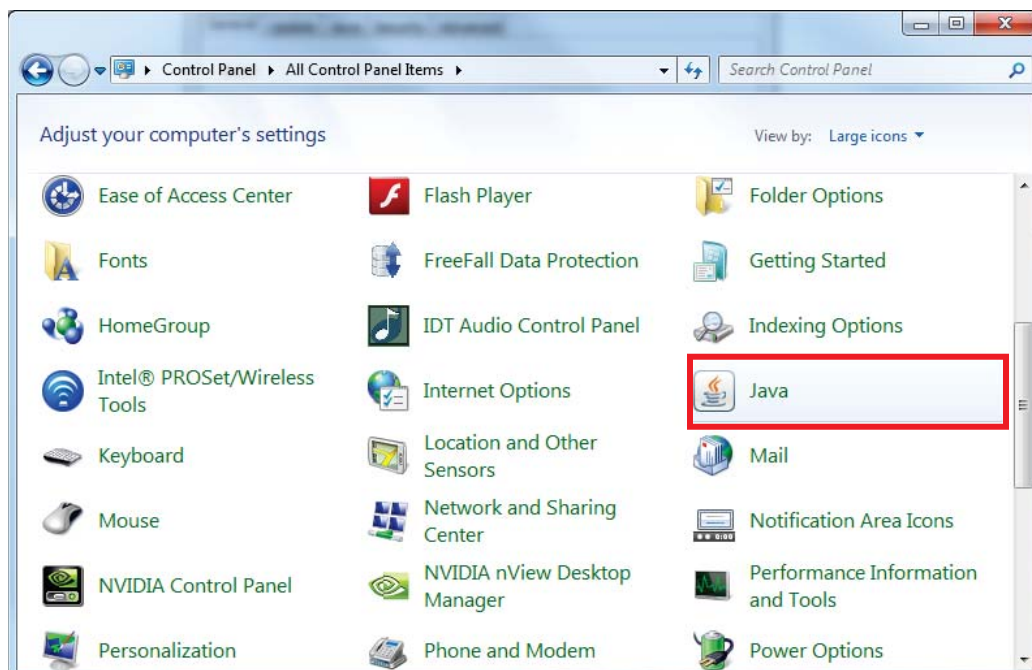 Control Panel All Control Panel Items
Search Control Panel
Adjust your computer's settings
View by: Large icons
Ease of Access Center
Flash Player
Folder Options
Fonts
FreeFall Data Protection
Getting Started
HomeGroup
IDT Audio Control Panel
Indexing Options
Intel® PROSet/Wireless
Tools
Internet Options
Java
Keyboard
Location and Other
Sensors
Mail
Mouse
Network and Sharing
Center
Notification Area Icons
NVIDIA Control Panel
NVIDIA nView Desktop
Manager
Performance Information
and Tools
Personalization
Phone and Modem
Power Options